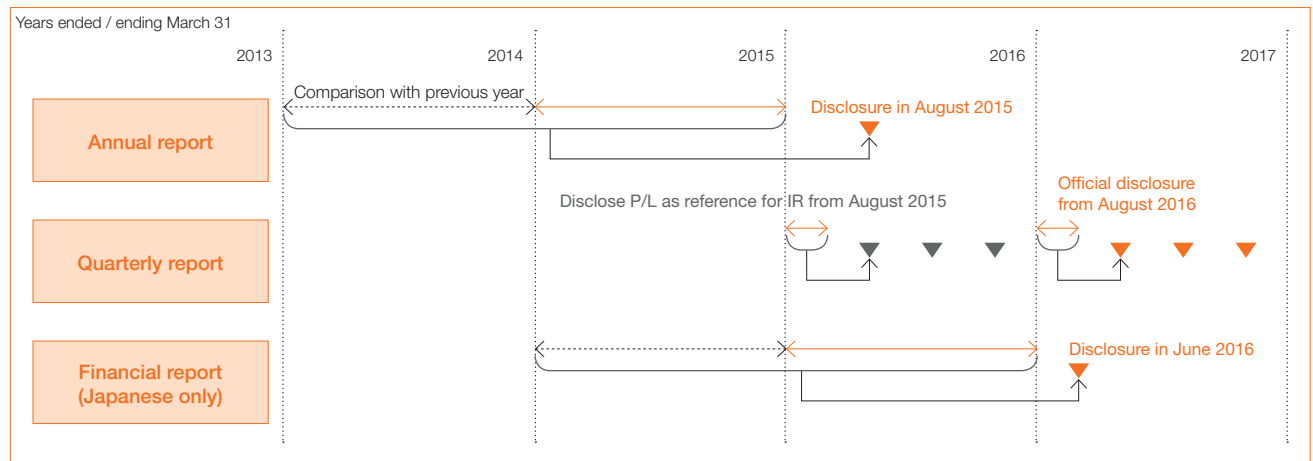 Years ended / ending March 31
2013
2014
2015
2016
2017
Comparison with previous year
Disclosure in August 2015
Annual report
Official disclosure
from August 2016
Disclose P/L as reference for IR from August 2015
Quarterly report
Disclosure in June 2016
Financial report
(Japanese only)